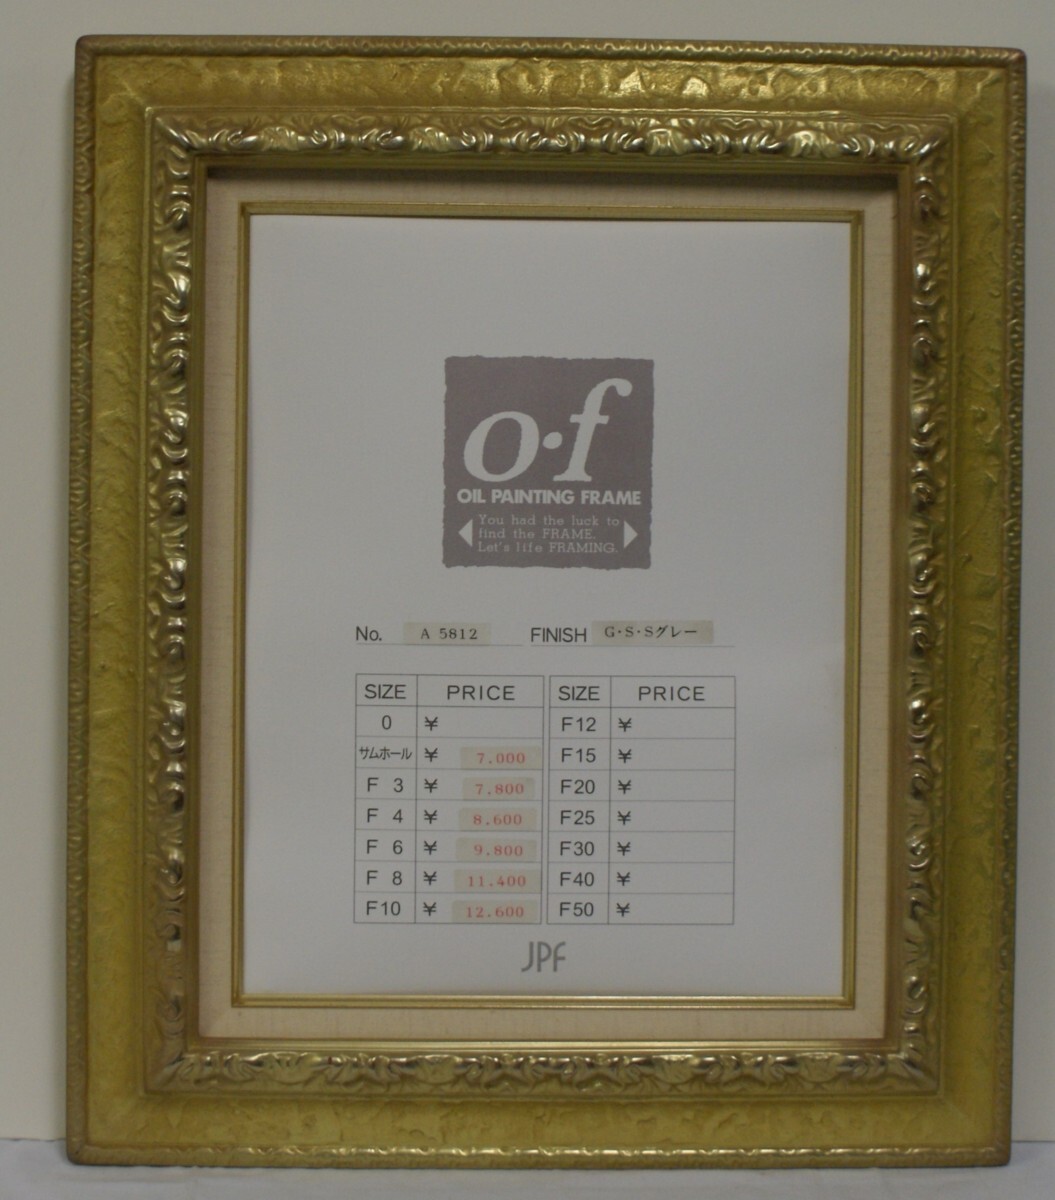 o·f
OIL PAINTING FRAME
You had the luck to
find the FRAME.
Let's life FRAMING.
No. A 5812 FINISH G·S·Sグレー
SIZE PRICE SIZE PRICE
0 ¥ F12 ¥
サムホール ¥ 7.000 F15 ¥
F 3 ¥ 7.800 F20 ¥
F 4 ¥ 8.600 F25 ¥
F 6 ¥ 9.800 F30 ¥
F 8 ¥ 11.400 F40 ¥
F10 ¥ 12.600 F50 ¥
JPF